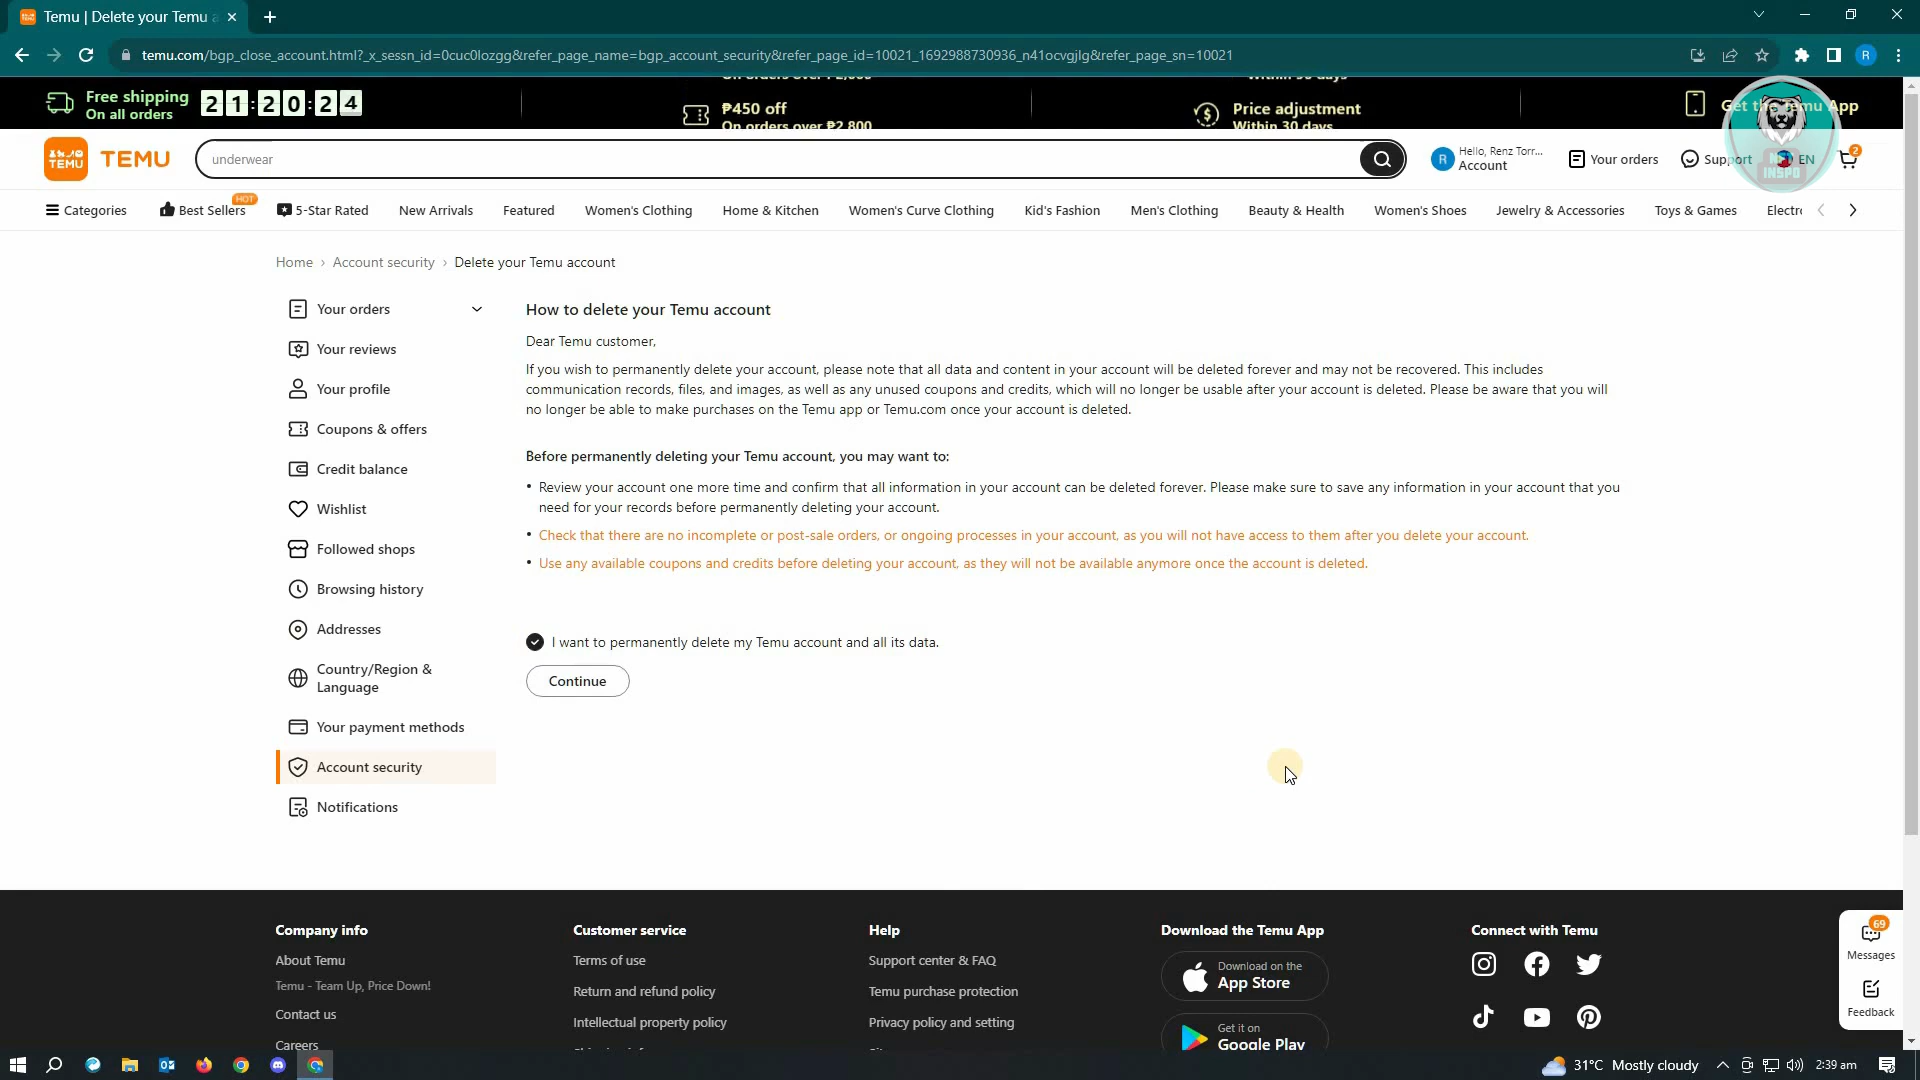 Temu | Delete your Temu a
temu.com/bgp_close_account.html?_x_sessn_id=0cuc0lozgg&refer_page_name=bgp_account_security&refer_page_id=10021_1692988730936_n41ocvgjlg&refer_page_sn=10021
R
Free shipping
On all orders
21:20:24
₱450 off
On orders over ₱2,800
Within 30 days
Price adjustment
Within 30 days
Get the Temu App
TEMU
TEMU
underwear
R
Hello, Renz Torr...
Account
Your orders
Support
EN
2
INSPO
Categories
Best Sellers
HOT
5-Star Rated
New Arrivals
Featured
Women's Clothing
Home & Kitchen
Women's Curve Clothing
Kid's Fashion
Men's Clothing
Beauty & Health
Women's Shoes
Jewelry & Accessories
Toys & Games
Electr
Home › Account security › Delete your Temu account
Your orders
Your reviews
Your profile
Coupons & offers
Credit balance
Wishlist
Followed shops
Browsing history
Addresses
Country/Region &
Language
Your payment methods
Account security
Notifications
How to delete your Temu account
Dear Temu customer,
If you wish to permanently delete your account, please note that all data and content in your account will be deleted forever and may not be recovered. This includes
communication records, files, and images, as well as any unused coupons and credits, which will no longer be usable after your account is deleted. Please be aware that you will
no longer be able to make purchases on the Temu app or Temu.com once your account is deleted.
Before permanently deleting your Temu account, you may want to:
• Review your account one more time and confirm that all information in your account can be deleted forever. Please make sure to save any information in your account that you
need for your records before permanently deleting your account.
• Check that there are no incomplete or post-sale orders, or ongoing processes in your account, as you will not have access to them after you delete your account.
• Use any available coupons and credits before deleting your account, as they will not be available anymore once the account is deleted.
I want to permanently delete my Temu account and all its data.
Continue
Company info
About Temu
Temu - Team Up, Price Down!
Contact us
Careers
Customer service
Terms of use
Return and refund policy
Intellectual property policy
Help
Support center & FAQ
Temu purchase protection
Privacy policy and setting
Download the Temu App
Download on the
App Store
Get it on
Google Play
Connect with Temu
69
Messages
Feedback
31°C Mostly cloudy
2:39 am